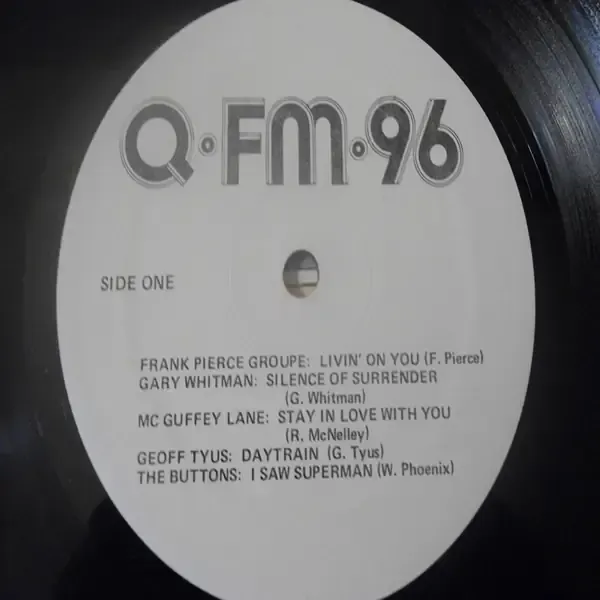 Q•FM•96
SIDE ONE
FRANK PIERCE GROUPE: LIVIN' ON YOU (F. Pierce)
GARY WHITMAN: SILENCE OF SURRENDER
(G. Whitman)
MC GUFFEY LANE: STAY IN LOVE WITH YOU
(R. McNelley)
GEOFF TYUS: DAYTRAIN (G. Tyus)
THE BUTTONS: I SAW SUPERMAN (W. Phoenix)